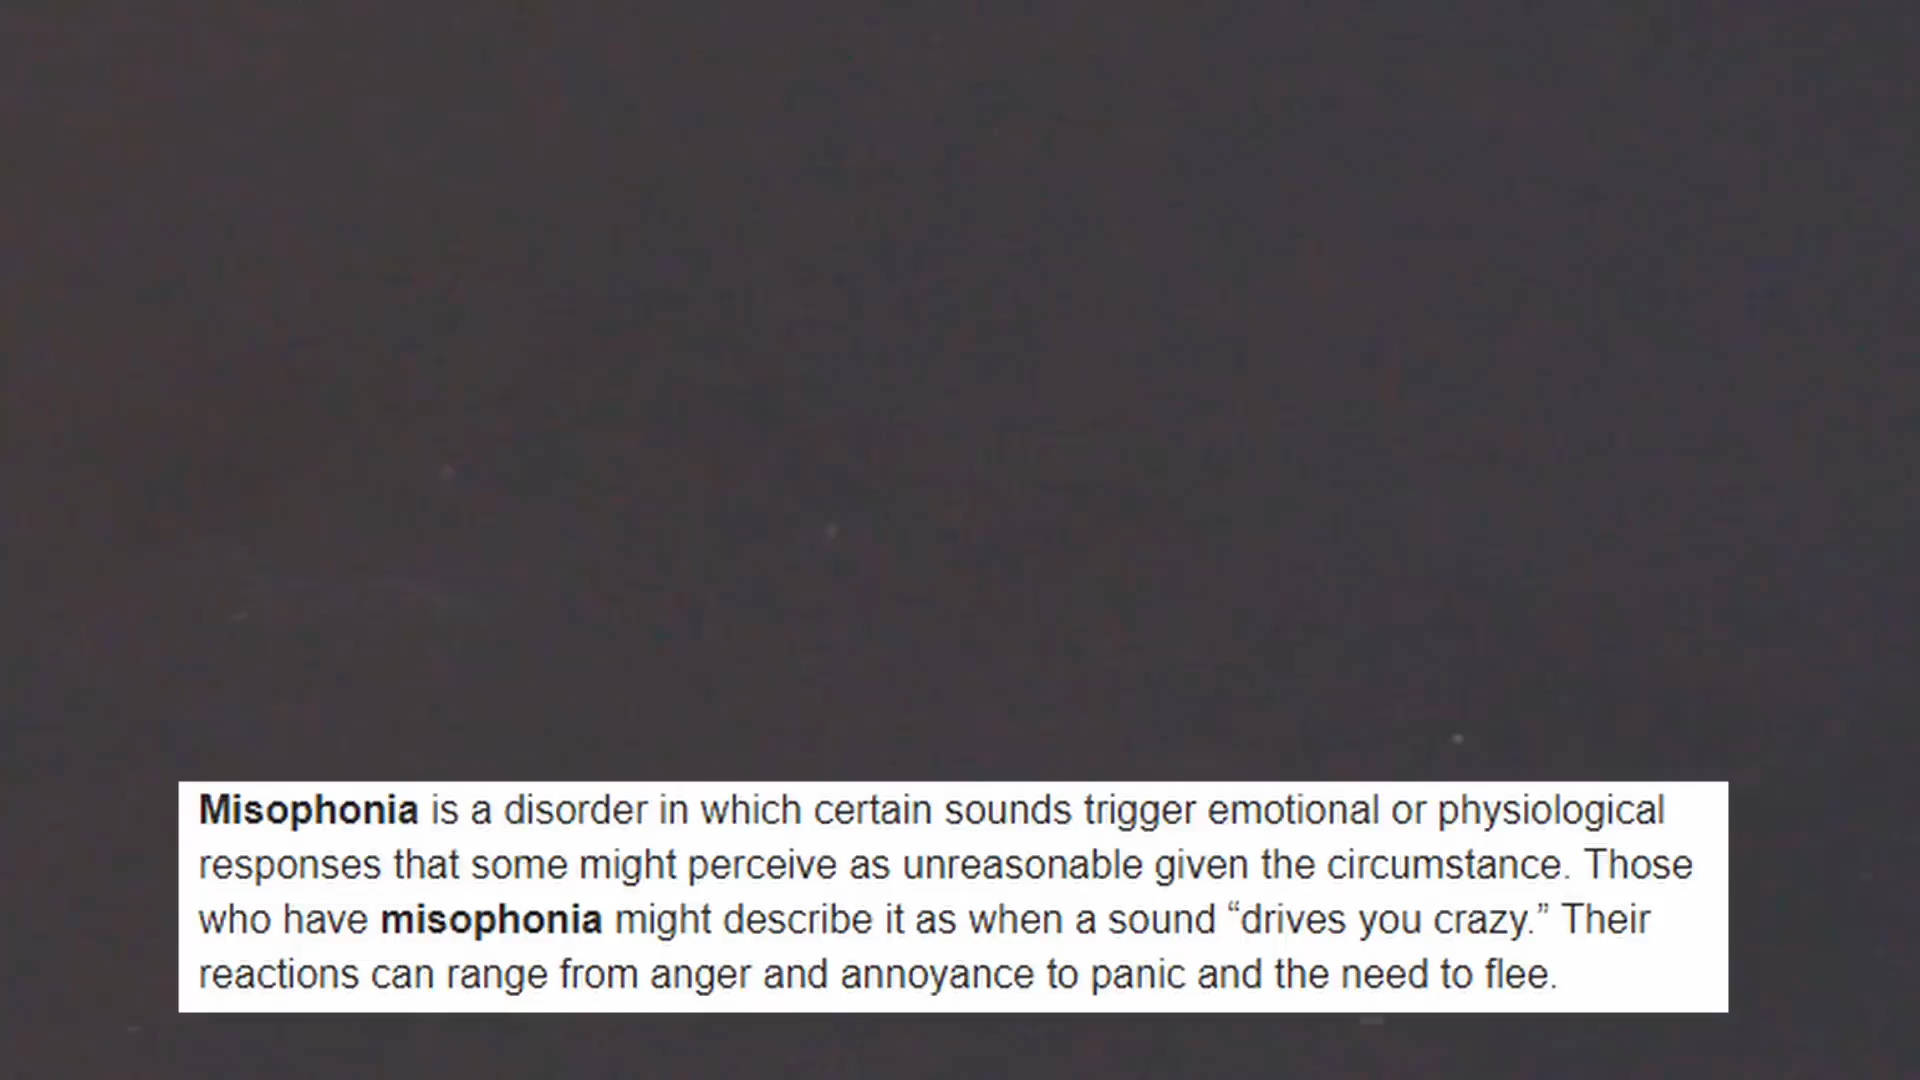 Misophonia is a disorder in which certain sounds trigger emotional or physiological
responses that some might perceive as unreasonable given the circumstance. Those
who have misophonia might describe it as when a sound “drives you crazy.” Their
reactions can range from anger and annoyance to panic and the need to flee.